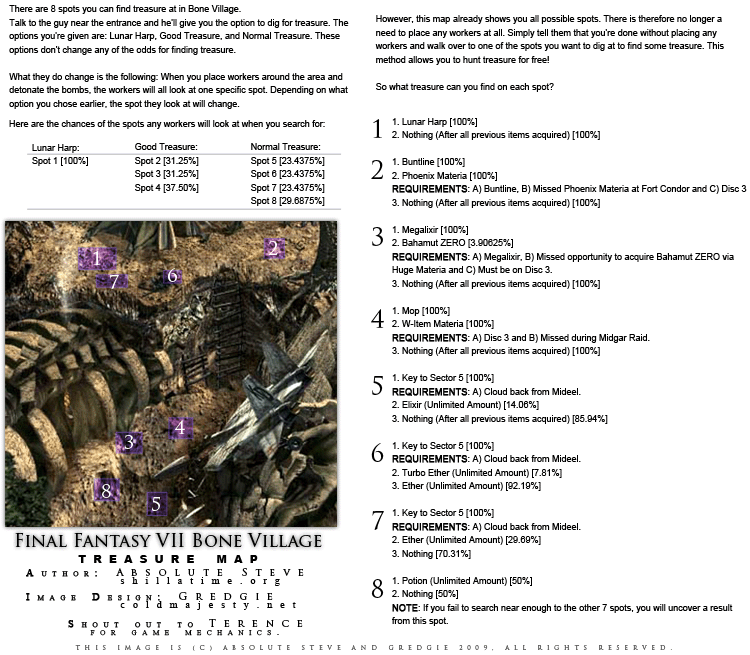 There are 8 spots you can find treasure at in Bone Village.
Talk to the guy near the entrance and he'll give you the option to dig for treasure. The
options you're given are: Lunar Harp, Good Treasure, and Normal Treasure. These
options don't change any of the odds for finding treasure.
What they do change is the following: When you place workers around the area and
detonate the bombs, the workers will all look at one specific spot. Depending on what
option you chose earlier, the spot they look at will change.
Here are the chances of the spots any workers will look at when you search for:
Lunar Harp:
Spot 1 [100%]
Good Treasure:
Spot 2 [31.25%]
Spot 3 [31.25%]
Spot 4 [37.50%]
Normal Treasure:
Spot 5 [23.4375%]
Spot 6 [23.4375%]
Spot 7 [23.4375%]
Spot 8 [29.6875%]
1
2
7
6
4
3
8
5
FINAL FANTASY VII BONE VILLAGE
TREASURE MAP
AUTHOR: ABSOLUTE STEVE
shillatime.org
IMAGE DESIGN: GREDGIE
coldmajesty.net
SHOUT OUT TO TERENCE
FOR GAME MECHANICS.
However, this map already shows you all possible spots. There is therefore no longer a
need to place any workers at all. Simply tell them that you're done without placing any
workers and walk over to one of the spots you want to dig at to find some treasure. This
method allows you to hunt treasure for free!
So what treasure can you find on each spot?
1
1. Lunar Harp [100%]
2. Nothing (After all previous items acquired) [100%]
2
1. Buntline [100%]
2. Phoenix Materia [100%]
REQUIREMENTS: A) Buntline, B) Missed Phoenix Materia at Fort Condor and C) Disc 3
3. Nothing (After all previous items acquired) [100%]
3
1. Megalixir [100%]
2. Bahamut ZERO [3.90625%]
REQUIREMENTS: A) Megalixir, B) Missed opportunity to acquire Bahamut ZERO via
Huge Materia and C) Must be on Disc 3.
3. Nothing (After all previous items acquired) [100%]
4
1. Mop [100%]
2. W-Item Materia [100%]
REQUIREMENTS: A) Disc 3 and B) Missed during Midgar Raid.
3. Nothing (After all previous items acquired) [100%]
5
1. Key to Sector 5 [100%]
REQUIREMENTS: A) Cloud back from Mideel.
2. Elixir (Unlimited Amount) [14.06%]
3. Nothing (After all previous items acquired) [85.94%]
6
1. Key to Sector 5 [100%]
REQUIREMENTS: A) Cloud back from Mideel.
2. Turbo Ether (Unlimited Amount) [7.81%]
3. Ether (Unlimited Amount) [92.19%]
7
1. Key to Sector 5 [100%]
REQUIREMENTS: A) Cloud back from Mideel.
2. Ether (Unlimited Amount) [29.69%]
3. Nothing [70.31%]
8
1. Potion (Unlimited Amount) [50%]
2. Nothing [50%]
NOTE: If you fail to search near enough to the other 7 spots, you will uncover a result
from this spot.
THIS IMAGE IS (C) ABSOLUTE STEVE AND GREDGIE 2009, ALL RIGHTS RESERVED.